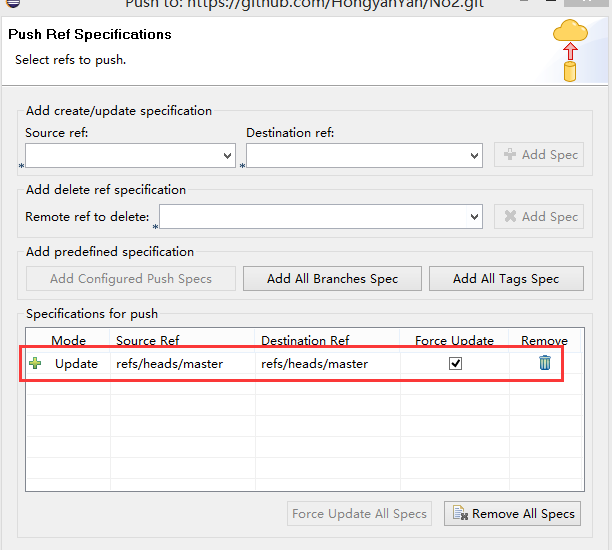 Push to: https://github.com/HongyanYan/No2.git
Push Ref Specifications
Select refs to push.
Add create/update specification
Source ref: Destination ref:
* * Add Spec
Add delete ref specification
Remote ref to delete: * Add Spec
Add predefined specification
Add Configured Push Specs Add All Branches Spec Add All Tags Spec
Specifications for push
Mode Source Ref Destination Ref Force Update Remove
Update refs/heads/master refs/heads/master
Force Update All Specs Remove All Specs